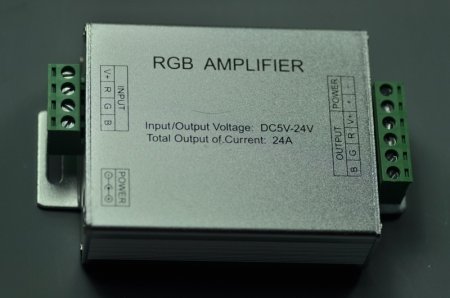 RGB AMPLIFIER
INPUT
V+ R G B
Input/Output Voltage: DC5V-24V
Total Output of Current: 24A
POWER
OUTPUT POWER
B G R V+ + -